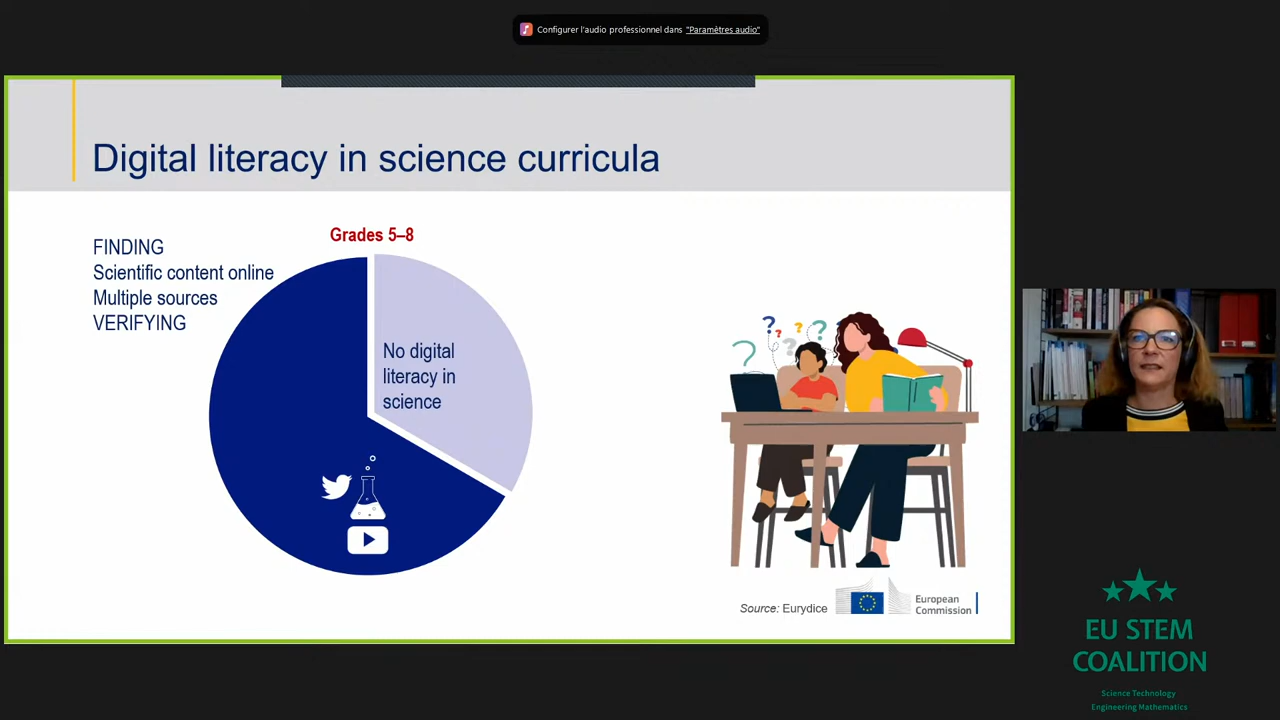 Configurer l'audio professionnel dans "Paramètres audio"
Digital literacy in science curricula
FINDING
Scientific content online
Multiple sources
VERIFYING
Grades 5–8
No digital
literacy in
science
Source: Eurydice
European
Commission
EU STEM
COALITION
Science Technology
Engineering Mathematics